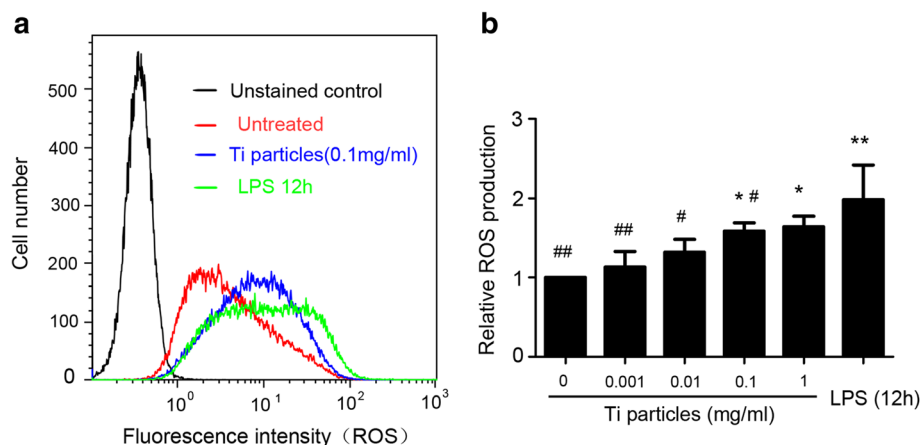 a
Cell number
500
400
300
200
100
0
Unstained control
Untreated
Ti particles(0.1mg/ml)
LPS 12h
10⁰
10¹
10²
10³
Fluorescence intensity（ROS）
b
Relative ROS production
3
2
1
0
##
##
#
* #
*
**
0
0.001
0.01
0.1
1
LPS (12h)
Ti particles (mg/ml)